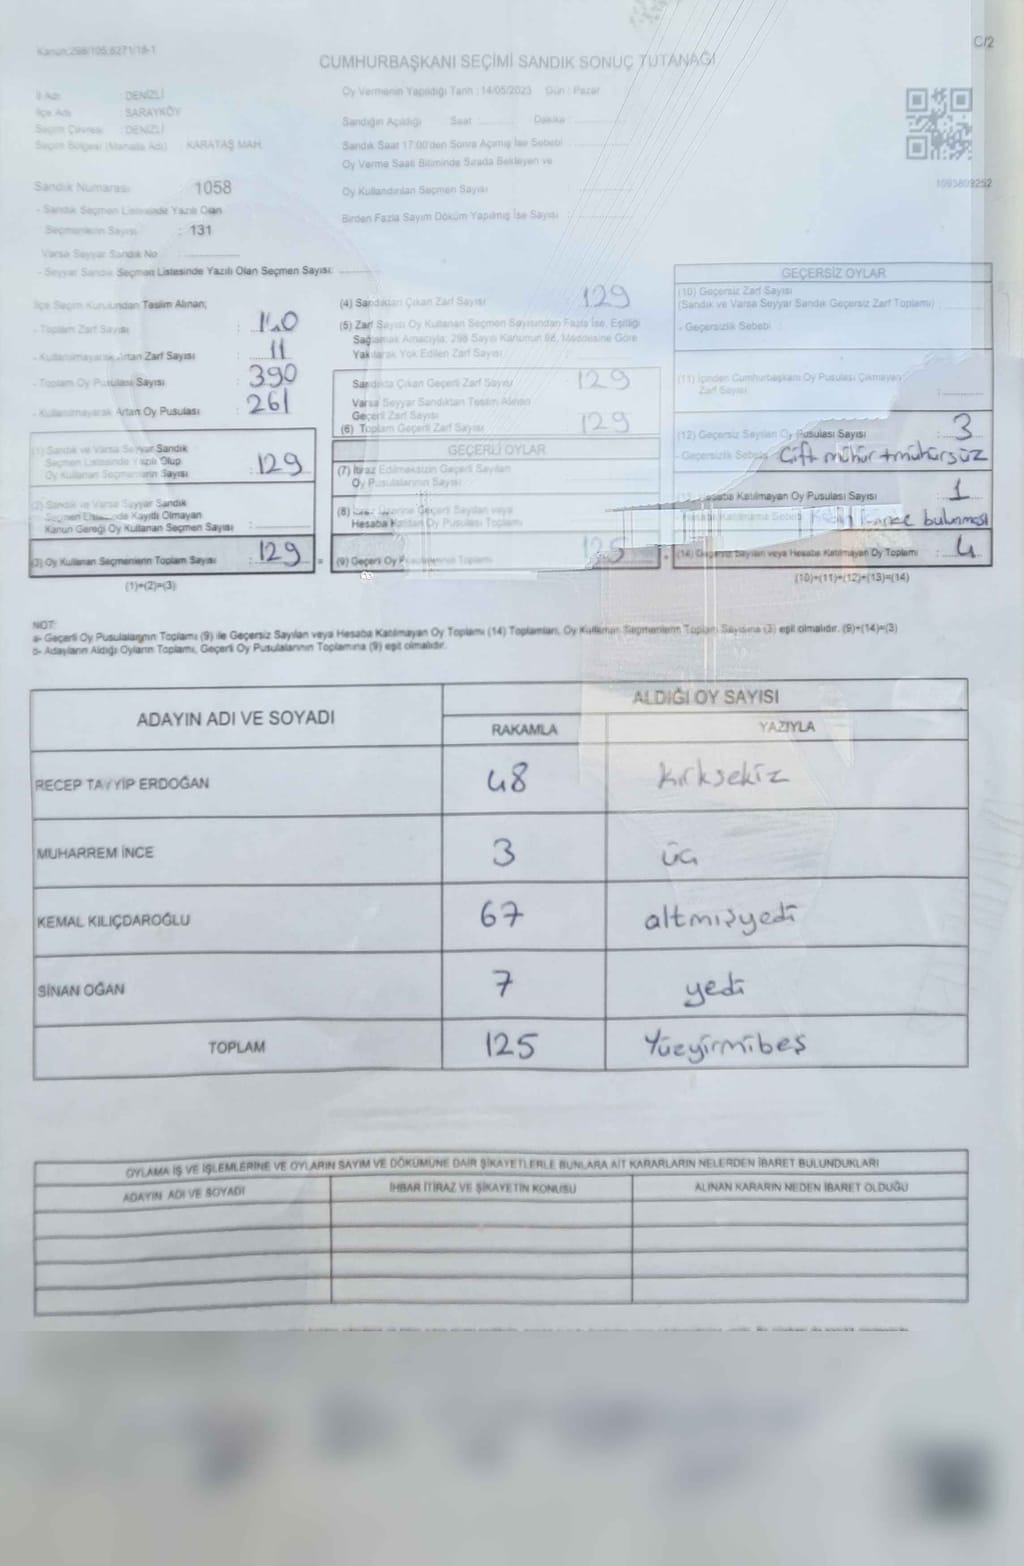 Kanun:298/105,6271/18-1
C/2
CUMHURBAŞKANI SEÇİMİ SANDIK SONUÇ TUTANAĞI
İl Adı : DENİZLİ
İlçe Adı : SARAYKÖY
Seçim Çevresi : DENİZLİ
Seçim Bölgesi (Mahalle Adı) : KARATAŞ MAH.
Oy Vermenin Yapıldığı Tarih : 14/05/2023 Gün : Pazar
Sandığın Açıldığı Saat Dakika :
Sandık Saat 17:00'den Sonra Açılmış İse Sebebi
Oy Verme Saati Bitiminde Sırada Bekleyen ve
Oy Kullandırılan Seçmen Sayısı
Birden Fazla Sayım Döküm Yapılmış İse Sayısı :
1093809252
Sandık Numarası 1058
- Sandık Seçmen Listesinde Yazılı Olan
Seçmenlerin Sayısı : 131
Varsa Seyyar Sandık No
- Seyyar Sandık Seçmen Listesinde Yazılı Olan Seçmen Sayısı:
İlçe Seçim Kurulundan Teslim Alınan;
- Toplam Zarf Sayısı : 140
- Kullanılmayarak Artan Zarf Sayısı : 11
- Toplam Oy Pusulası Sayısı : 390
- Kullanılmayarak Artan Oy Pusulası : 261
(1) Sandık ve Varsa Seyyar Sandık
Seçmen Listesinde Yazılı Olup
Oy Kullanan Seçmenlerin Sayısı : 129
(2) Sandık ve Varsa Seyyar Sandık
Seçmen Listesinde Kayıtlı Olmayan
Kanun Gereği Oy Kullanan Seçmen Sayısı :
(3) Oy Kullanan Seçmenlerin Toplam Sayısı : 129
(1)+(2)=(3)
(4) Sandıktan Çıkan Zarf Sayısı 129
(5) Zarf Sayısı Oy Kullanan Seçmen Sayısından Fazla İse, Eşitliği
Sağlamak Amacıyla, 298 Sayılı Kanunun 98. Maddesine Göre
Yakılarak Yok Edilen Zarf Sayısı
Sandıkta Çıkan Geçerli Zarf Sayısı 129
Varsa Seyyar Sandıktan Teslim Alınan
Geçerli Zarf Sayısı
(6) Toplam Geçerli Zarf Sayısı 129
GEÇERLİ OYLAR
(7) İtiraz Edilmeksizin Geçerli Sayılan
Oy Pusulalarının Sayısı
(8) İtiraz Üzerine Geçerli Sayılan veya
Hesaba Katılan Oy Pusulası Toplamı
(9) Geçerli Oy Toplamı 125
GEÇERSİZ OYLAR
(10) Geçersiz Zarf Sayısı
(Sandık ve Varsa Seyyar Sandık Geçersiz Zarf Toplamı)
- Geçersizlik Sebebi :
(11) İçinden Cumhurbaşkanı Oy Pusulası Çıkmayan
Zarf Sayısı
(12) Geçersiz Sayılan Oy Pusulası Sayısı 3
- Geçersizlik Sebebi Çift mühür + mühürsüz
(13) Hesaba Katılmayan Oy Pusulası Sayısı 1
Hesaba Katılmama Sebebi bulunması
(14) Geçersiz Sayılan veya Hesaba Katılmayan Oy Toplamı : 4
(10)+(11)+(12)+(13)=(14)
NOT:
a- Geçerli Oy Pusulalarının Toplamı (9) ile Geçersiz Sayılan veya Hesaba Katılmayan Oy Toplamı (14) Toplamları, Oy Kullanan Seçmenlerin Toplam Sayısına (3) eşit olmalıdır. (9)+(14)=(3)
b- Adayların Aldığı Oyların Toplamı, Geçerli Oy Pusulalarının Toplamına (9) eşit olmalıdır.
ADAYIN ADI VE SOYADI
ALDIĞI OY SAYISI
RAKAMLA YAZIYLA
RECEP TAYYİP ERDOĞAN 48 kırksekiz
MUHARREM İNCE 3 üç
KEMAL KILIÇDAROĞLU 67 altmışyedi
SİNAN OĞAN 7 yedi
TOPLAM 125 Yüzyirmibeş
OYLAMA İŞ VE İŞLEMLERİNE VE OYLARIN SAYIM VE DÖKÜMÜNE DAİR ŞİKAYETLERLE BUNLARA AİT KARARLARIN NELERDEN İBARET BULUNDUKLARI
ADAYIN ADI VE SOYADI İHBAR İTİRAZ VE ŞİKAYETİN KONUSU ALINAN KARARIN NEDEN İBARET OLDUĞU